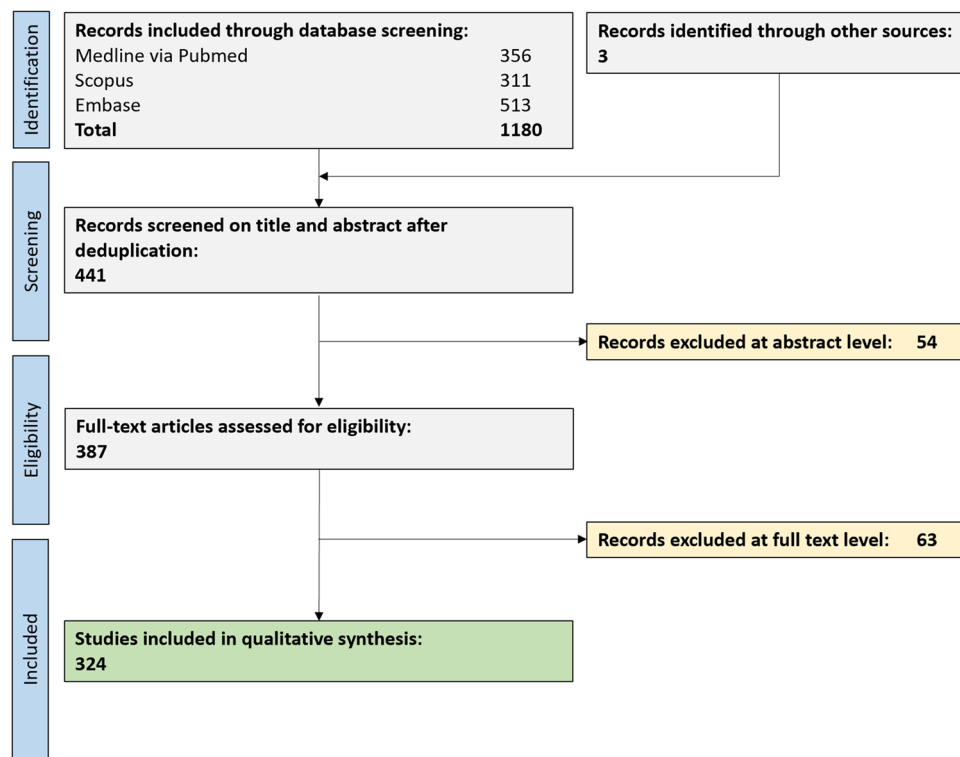 Identification
Records included through database screening:
Medline via Pubmed 356
Scopus 311
Embase 513
Total 1180
Records identified through other sources:
3
Screening
Records screened on title and abstract after
deduplication:
441
Records excluded at abstract level: 54
Eligibility
Full-text articles assessed for eligibility:
387
Records excluded at full text level: 63
Included
Studies included in qualitative synthesis:
324